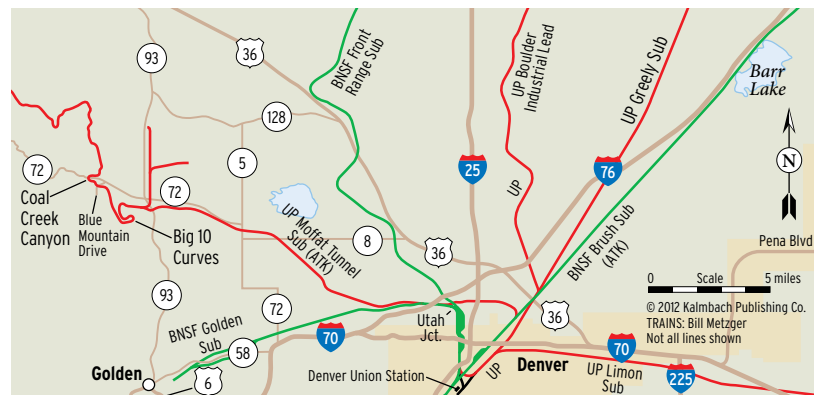 93
36
BNSF Front
Range Sub
UP Boulder
Industrial Lead
UP Greely Sub
Barr
Lake
128
72
5
25
76
N
72
UP
Coal
Creek
Canyon
Blue
Mountain
Drive
Big 10
Curves
UP Moffat Tunnel
Sub (ATK)
8
36
BNSF Brush Sub
(ATK)
Pena Blvd
0 Scale 5 miles
© 2012 Kalmbach Publishing Co.
TRAINS: Bill Metzger
Not all lines shown
93
72
BNSF Golden
Sub
70
Utah
Jct.
36
58
Golden
6
Denver Union Station
UP
Denver
70
UP Limon
Sub
225